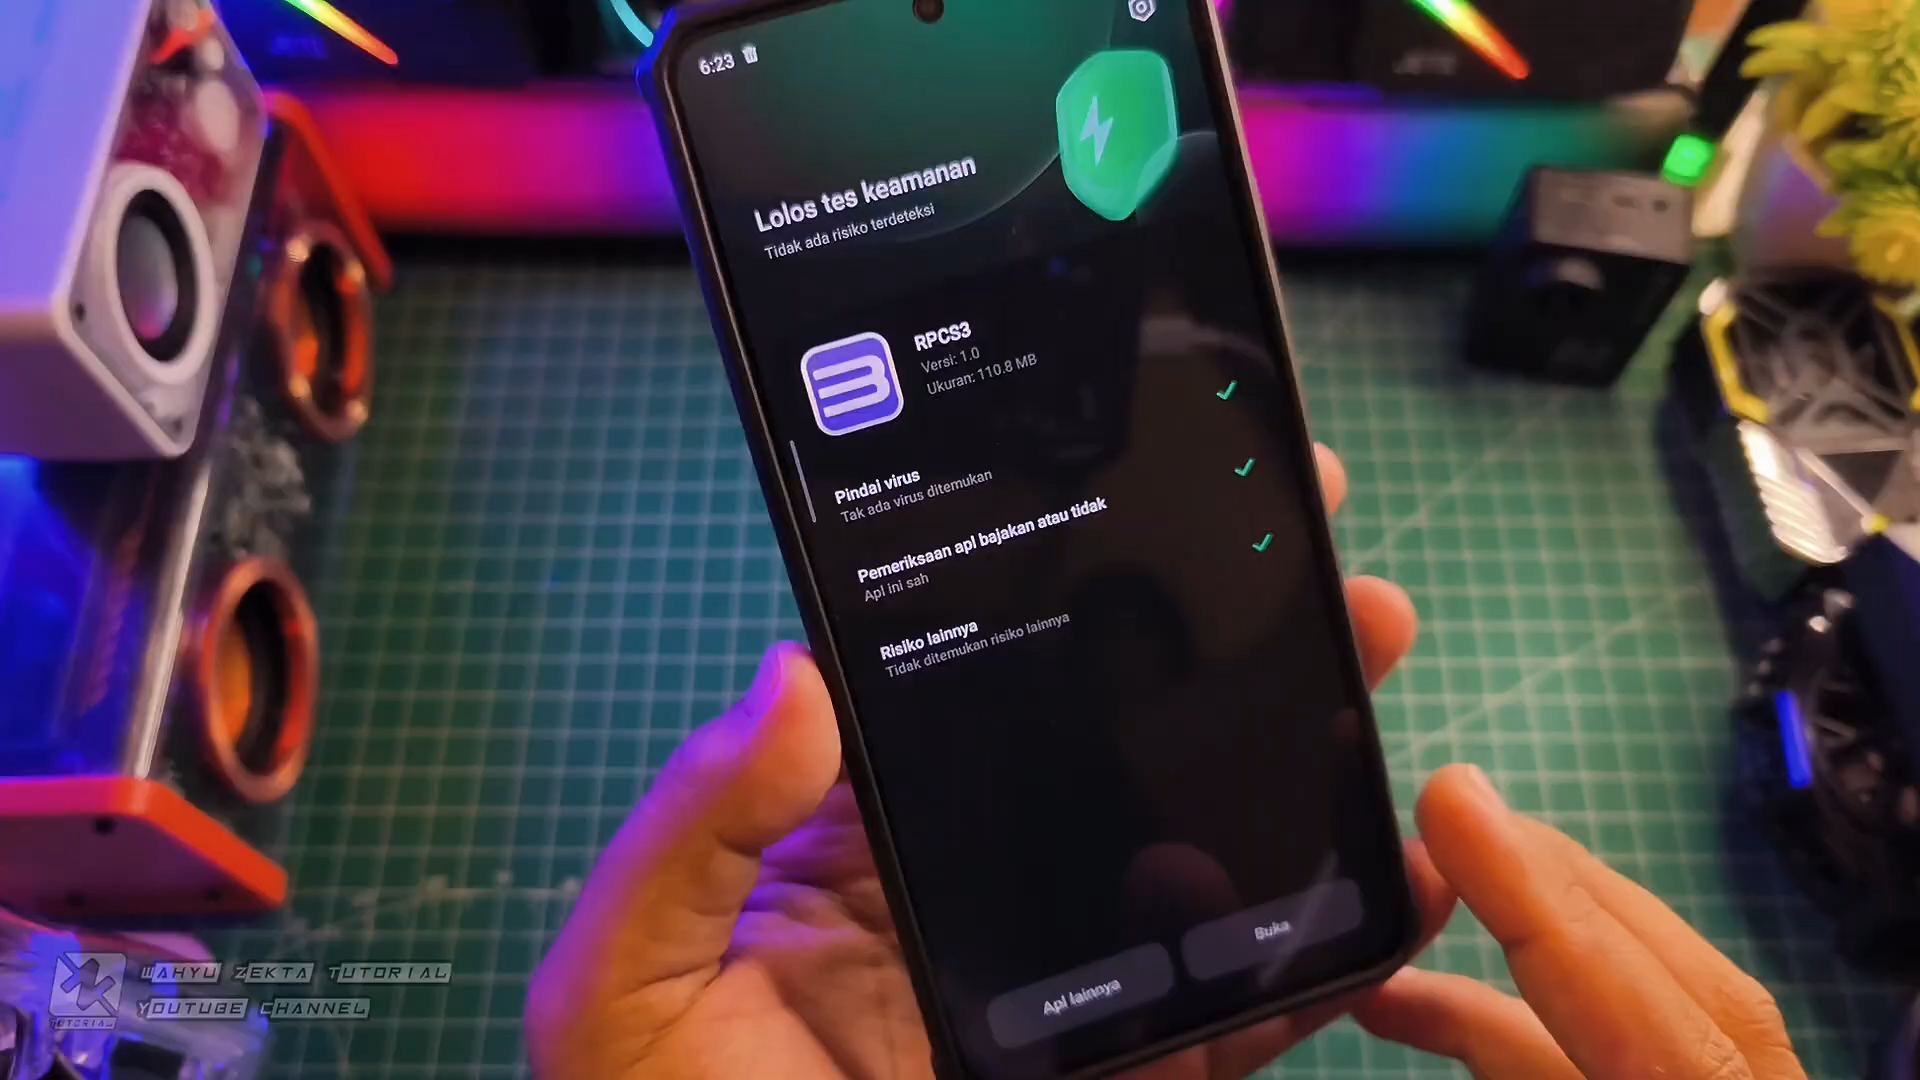 6:23
Lolos tes keamanan
Tidak ada risiko terdeteksi
RPCS3
Versi: 1.0
Ukuran: 110.8 MB
Pindai virus
Tak ada virus ditemukan
Pemeriksaan apl bajakan atau tidak
Apl ini sah
Risiko lainnya
Tidak ditemukan risiko lainnya
Apl lainnya
Buka
WAHYU ZEKTA TUTORIAL
YOUTUBE CHANNEL
TUTORIAL